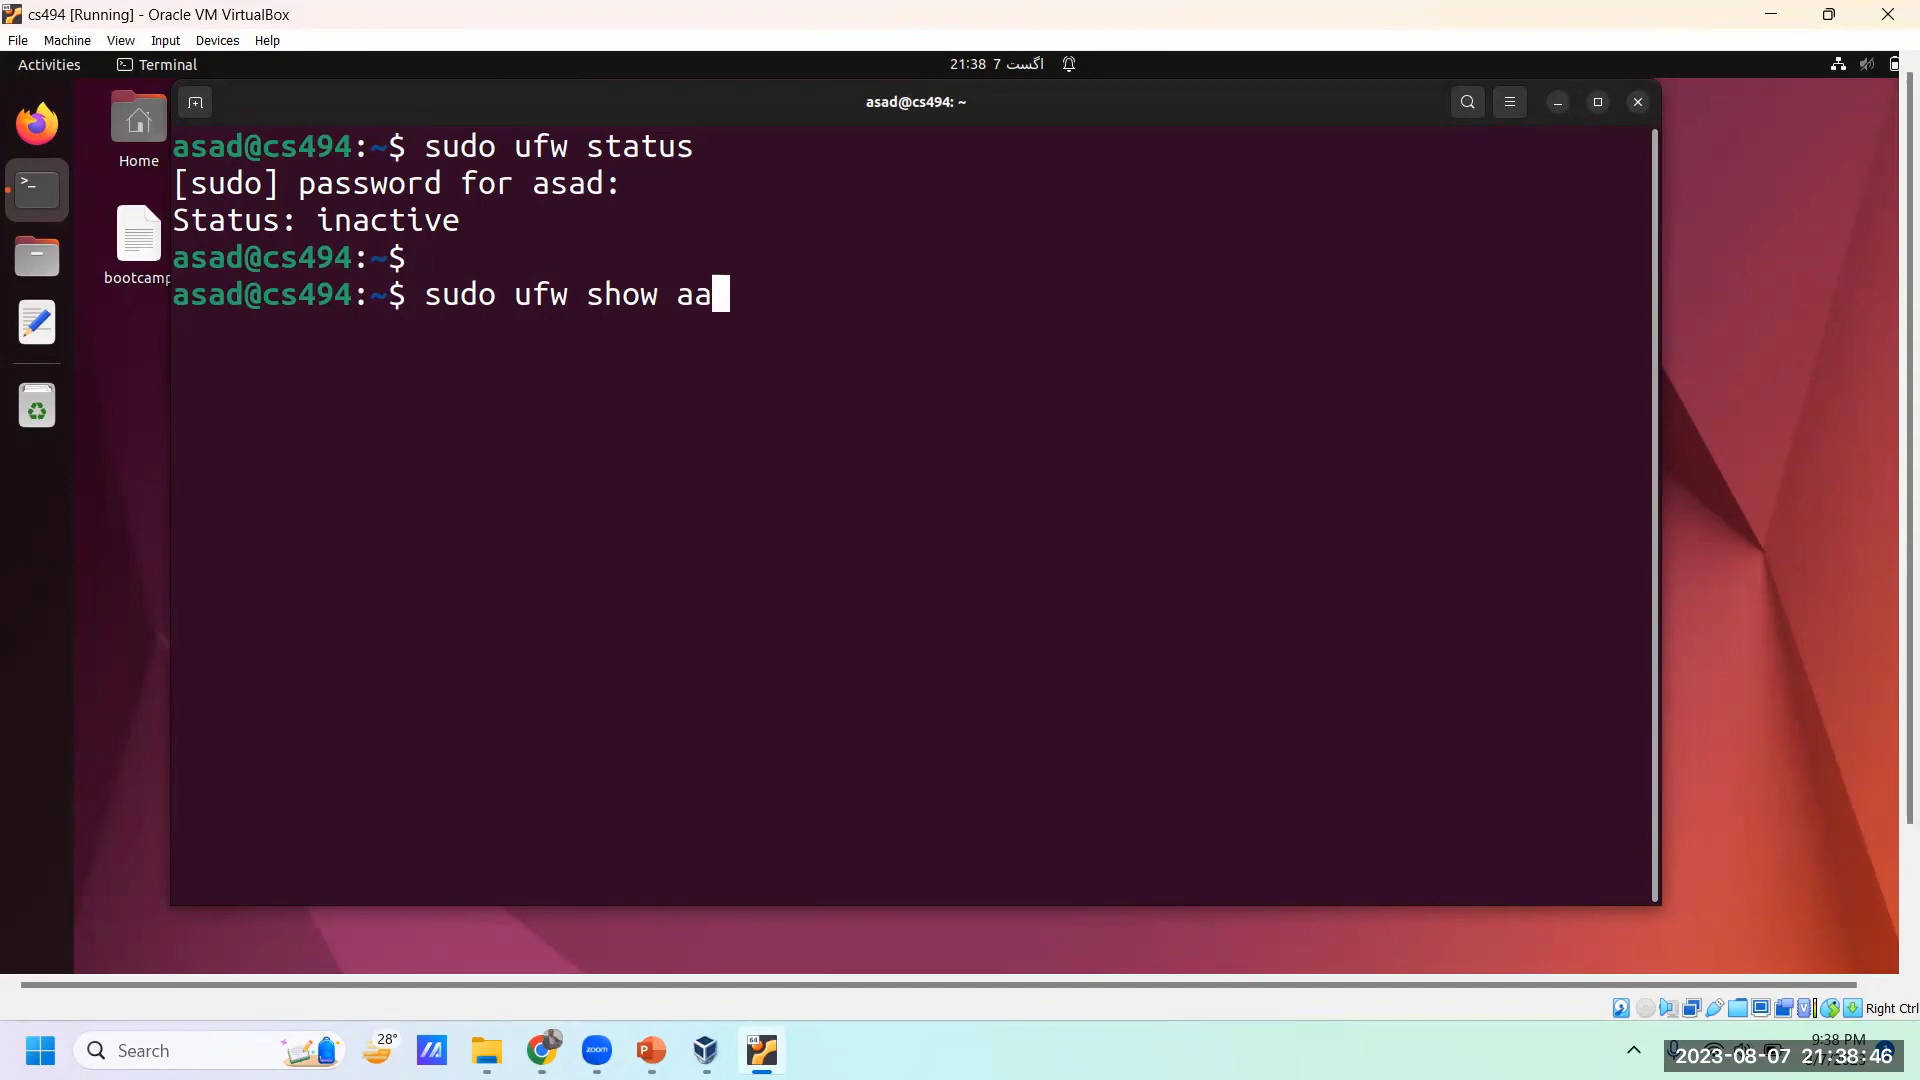 cs494 [Running] - Oracle VM VirtualBox
File Machine View Input Devices Help
Activities Terminal 21:38 7 اگست
asad@cs494: ~
Home
bootcamp
asad@cs494:~$ sudo ufw status
[sudo] password for asad:
Status: inactive
asad@cs494:~$
asad@cs494:~$ sudo ufw show aa
Right Ctrl
Search
28°
zoom
9:38 PM
2023-08-07 21:38:46